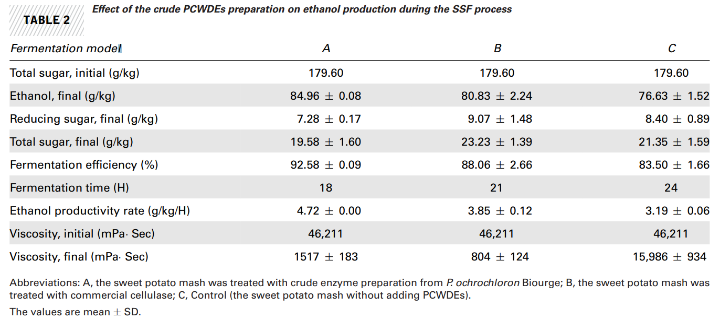 TABLE 2
Effect of the crude PCWDEs preparation on ethanol production during the SSF process
Fermentation model A B C
Total sugar, initial (g/kg) 179.60 179.60 179.60
Ethanol, final (g/kg) 84.96 ± 0.08 80.83 ± 2.24 76.63 ± 1.52
Reducing sugar, final (g/kg) 7.28 ± 0.17 9.07 ± 1.48 8.40 ± 0.89
Total sugar, final (g/kg) 19.58 ± 1.60 23.23 ± 1.39 21.35 ± 1.59
Fermentation efficiency (%) 92.58 ± 0.09 88.06 ± 2.66 83.50 ± 1.66
Fermentation time (H) 18 21 24
Ethanol productivity rate (g/kg/H) 4.72 ± 0.00 3.85 ± 0.12 3.19 ± 0.06
Viscosity, initial (mPa· Sec) 46,211 46,211 46,211
Viscosity, final (mPa· Sec) 1517 ± 183 804 ± 124 15,986 ± 934
Abbreviations: A, the sweet potato mash was treated with crude enzyme preparation from P. ochrochloron Biourge; B, the sweet potato mash was
treated with commercial cellulase; C, Control (the sweet potato mash without adding PCWDEs).
The values are mean ± SD.